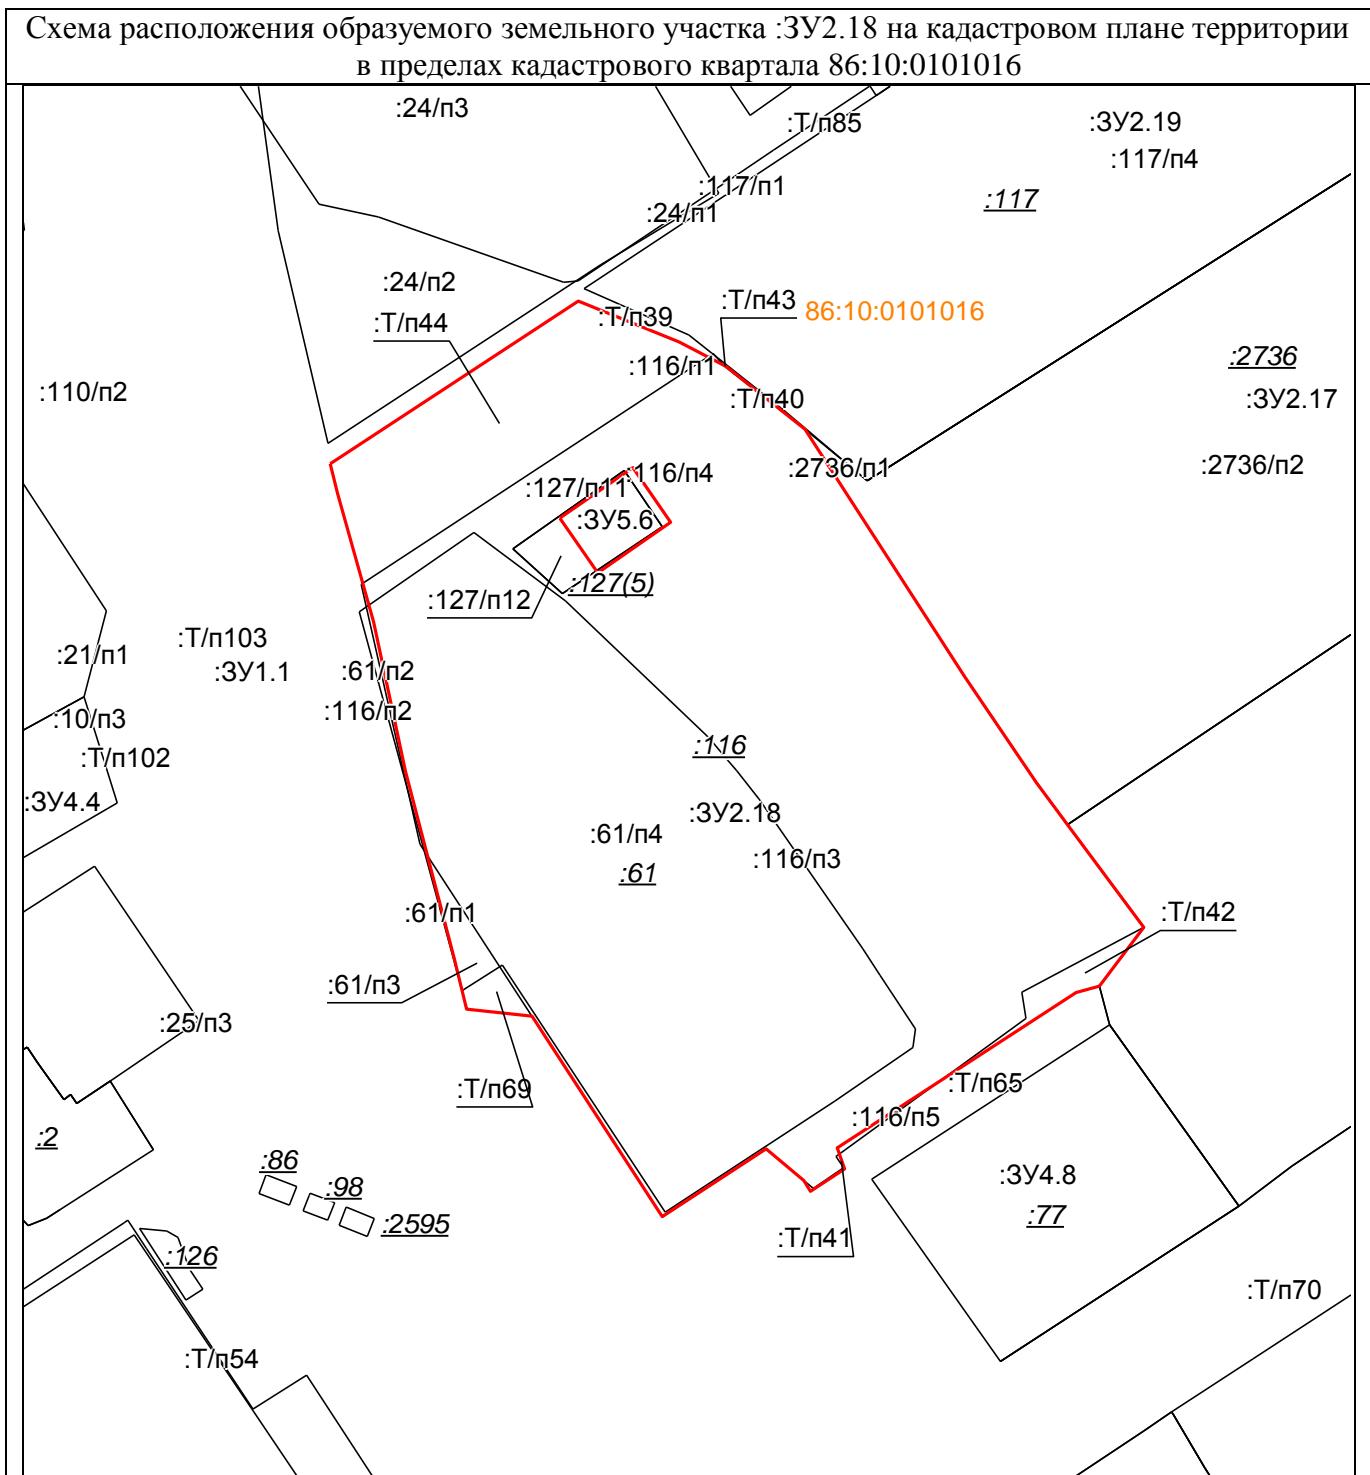 Схема расположения образуемого земельного участка :ЗУ2.18 на кадастровом плане территории
в пределах кадастрового квартала 86:10:0101016
:24/п3
:Т/п85
:ЗУ2.19
:117/п4
:117/п1
:117
:24/п1
:24/п2
:Т/п43
86:10:0101016
:Т/п39
:Т/п44
:2736
:116/п1
:110/п2
:Т/п40
:ЗУ2.17
:2736/п1
:2736/п2
:116/п4
:127/п11
:ЗУ5.6
:127(5)
:127/п12
:Т/п103
:21/п1
:ЗУ1.1
:61/п2
:116/п2
:10/п3
:116
:Т/п102
:ЗУ4.4
:ЗУ2.18
:61/п4
:116/п3
:61
:61/п1
:Т/п42
:61/п3
:25/п3
:Т/п69
:Т/п65
:116/п5
:2
:86
:ЗУ4.8
:98
:77
:2595
:Т/п41
:126
:Т/п70
:Т/п54